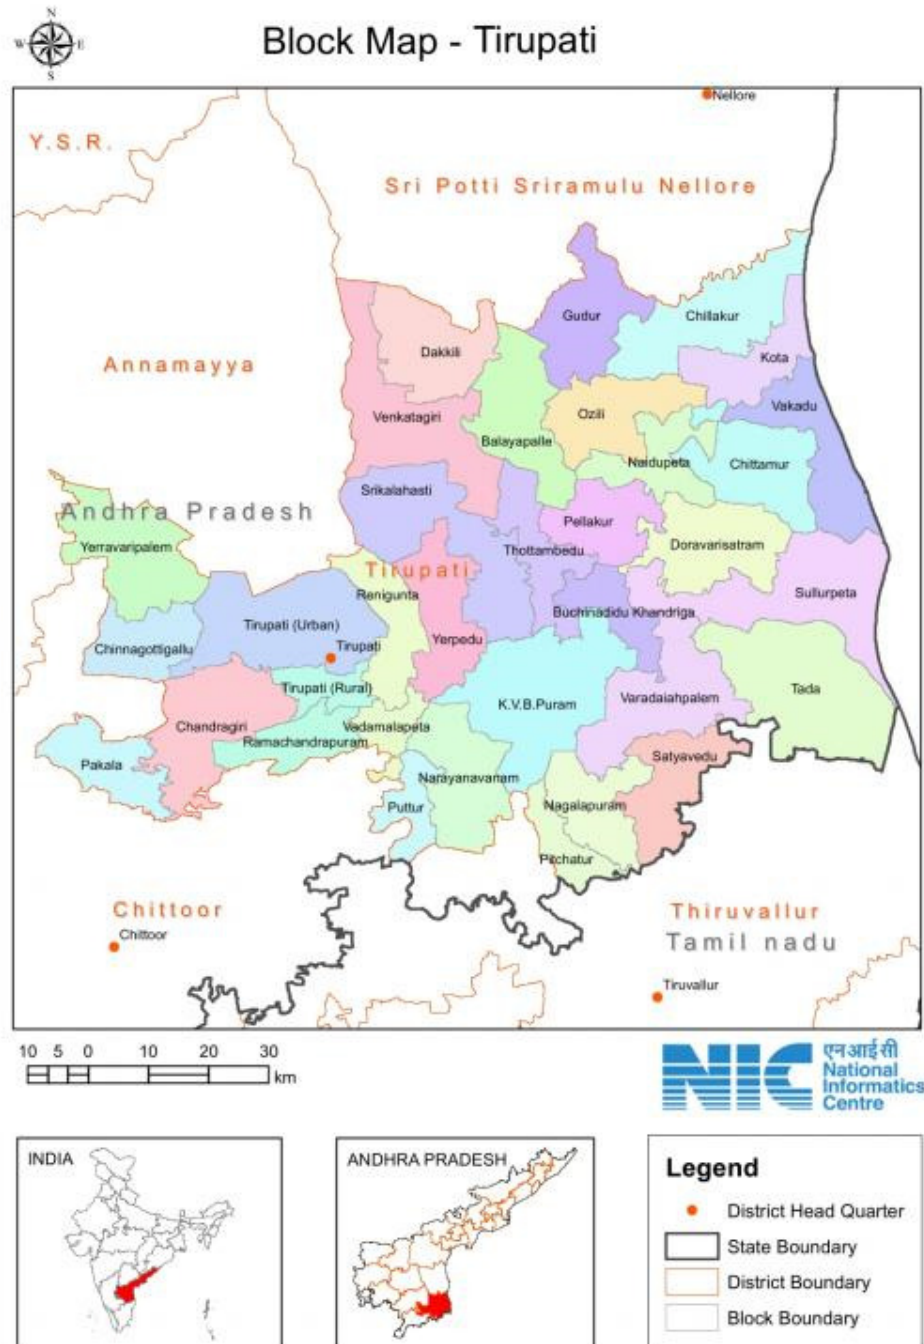 N
W E
S
Block Map - Tirupati
Nellore
Y.S.R.
Sri Potti Sriramulu Nellore
Gudur
Chillakur
Dakkili
Kota
Annamayya
Vakadu
Venkatagiri
Ozili
Balayapalle
Naidupeta
Chittamur
Srikalahasti
Andhra Pradesh
Pellakur
Yerravaripalem
Thottambedu
Doravarisatram
Tirupati
Renigunta
Sullurpeta
Buchinadidu Khandriga
Tirupati (Urban)
Yerpedu
Chinnagottigallu
Tirupati
Tirupati (Rural)
Tada
K.V.B.Puram
Varadaiahpalem
Chandragiri
Vadamalapeta
Ramachandrapuram
Satyavedu
Pakala
Narayanavanam
Puttur
Nagalapuram
Pitchatur
Chittoor
Thiruvallur
Chittoor
Tamil nadu
Tiruvallur
10 5 0 10 20 30
km
NIC
एनआईसी
National
Informatics
Centre
INDIA
ANDHRA PRADESH
Legend
District Head Quarter
State Boundary
District Boundary
Block Boundary